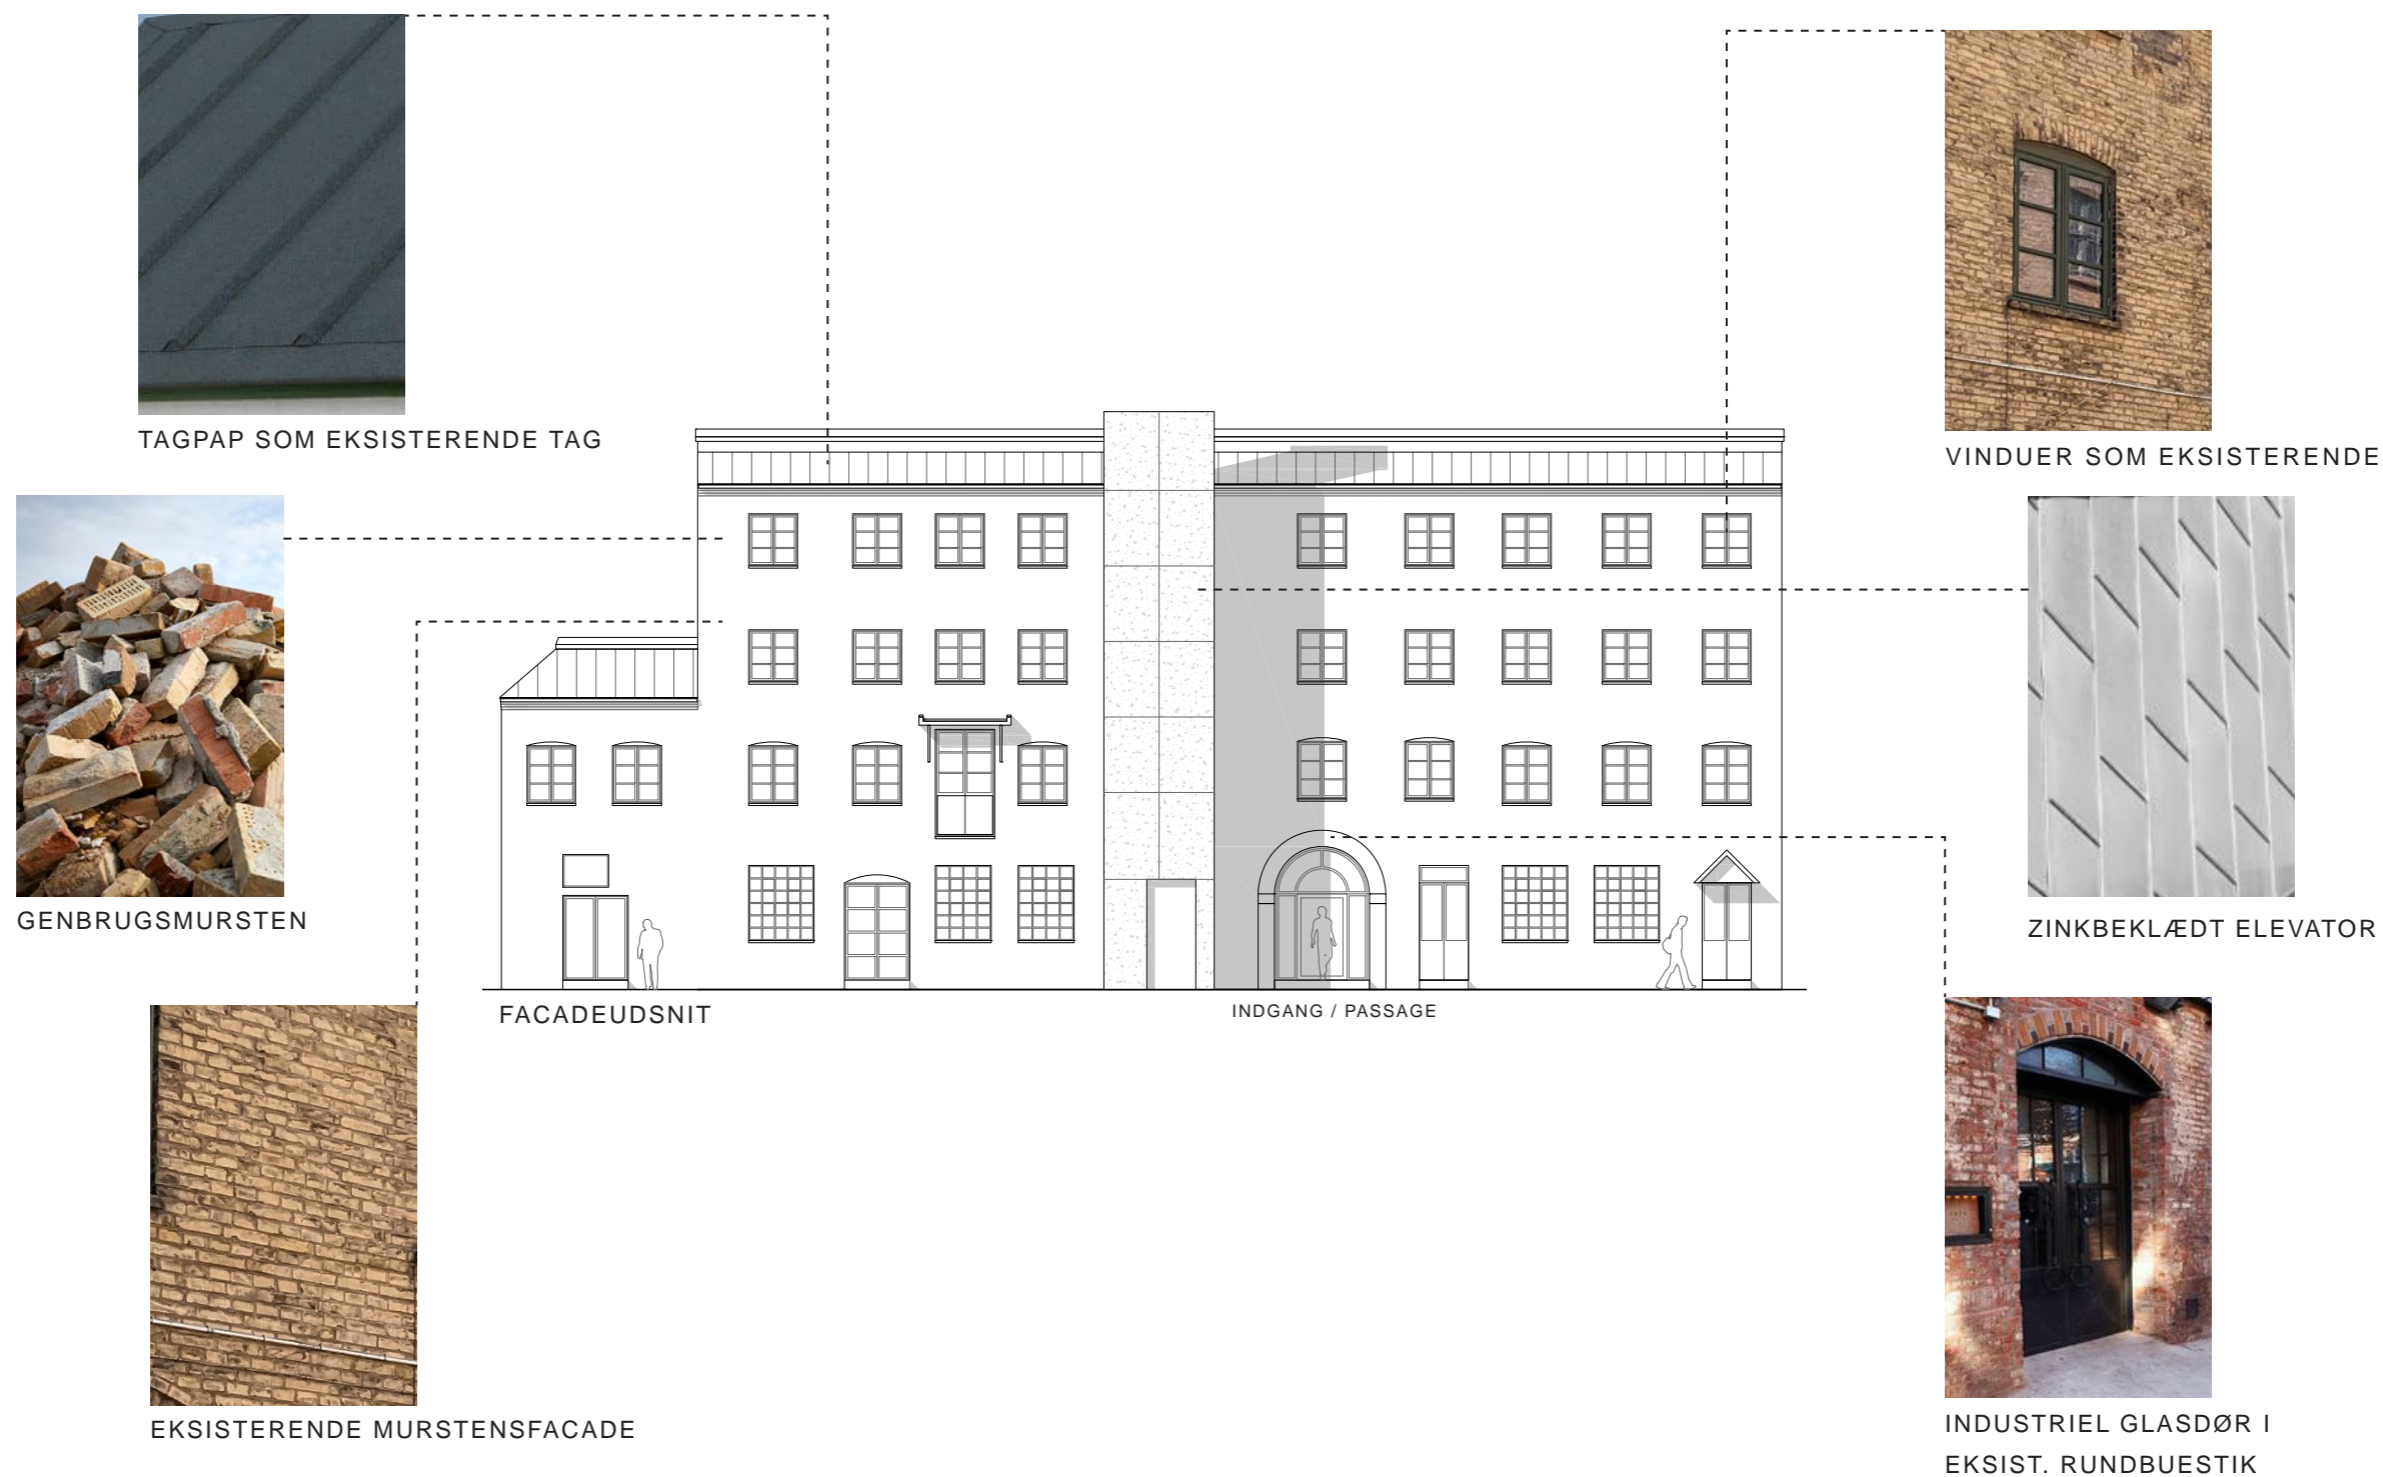 TAGPAP SOM EKSISTERENDE TAG
VINDUER SOM EKSISTERENDE
GENBRUGSMURSTEN
ZINKBEKLÆDT ELEVATOR
FACADEUDSNIT
INDGANG / PASSAGE
EKSISTERENDE MURSTENSFACADE
INDUSTRIEL GLASDØR I
EKSIST. RUNDBUESTIK